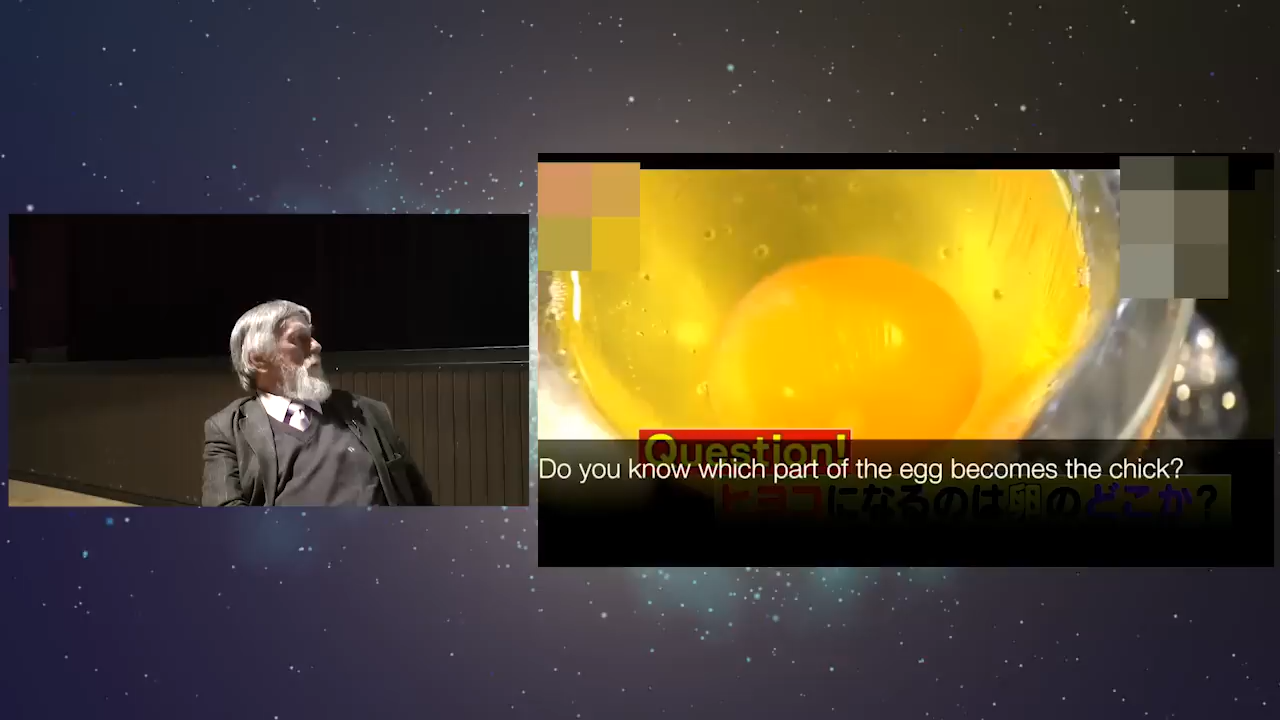 Question!
Do you know which part of the egg becomes the chick?
ヒヨコになるのは卵のどこか？